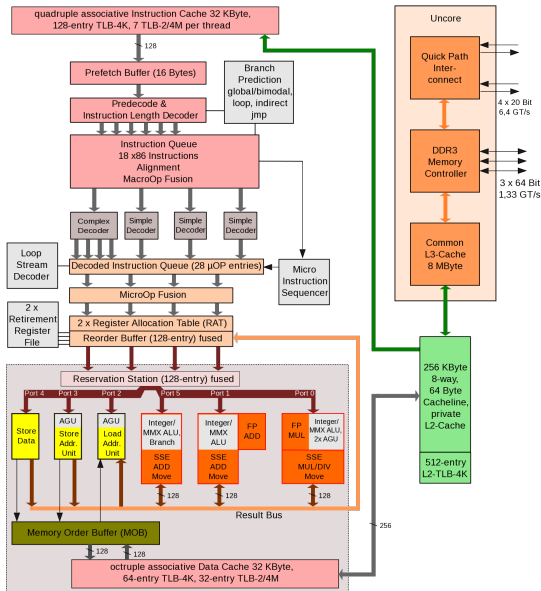 quadruple associative Instruction Cache 32 KByte,
128-entry TLB-4K, 7 TLB-2/4M per thread
128
Prefetch Buffer (16 Bytes)
Predecode &
Instruction Length Decoder
Branch
Prediction
global/bimodal,
loop, indirect
jmp
Instruction Queue
18 x86 Instructions
Alignment
MacroOp Fusion
Complex
Decoder
Simple
Decoder
Simple
Decoder
Simple
Decoder
Loop
Stream
Decoder
Decoded Instruction Queue (28 µOP entries)
Micro
Instruction
Sequencer
MicroOp Fusion
2 x
Retirement
Register
File
2 x Register Allocation Table (RAT)
Reorder Buffer (128-entry) fused
Reservation Station (128-entry) fused
Port 4
Port 3
Port 2
Port 5
Port 1
Port 0
Store
Data
AGU
Store
Addr.
Unit
AGU
Load
Addr.
Unit
Integer/
MMX ALU,
Branch
SSE
ADD
Move
Integer/
MMX
ALU
FP
ADD
SSE
ADD
Move
FP
MUL
Integer/
MMX ALU,
2x AGU
SSE
MUL/DIV
Move
128
128
128
Result Bus
Memory Order Buffer (MOB)
128
128
octruple associative Data Cache 32 KByte,
64-entry TLB-4K, 32-entry TLB-2/4M
256
Uncore
Quick Path
Inter-
connect
4 x 20 Bit
6,4 GT/s
DDR3
Memory
Controller
3 x 64 Bit
1,33 GT/s
Common
L3-Cache
8 MByte
256 KByte
8-way,
64 Byte
Cacheline,
private
L2-Cache
512-entry
L2-TLB-4K